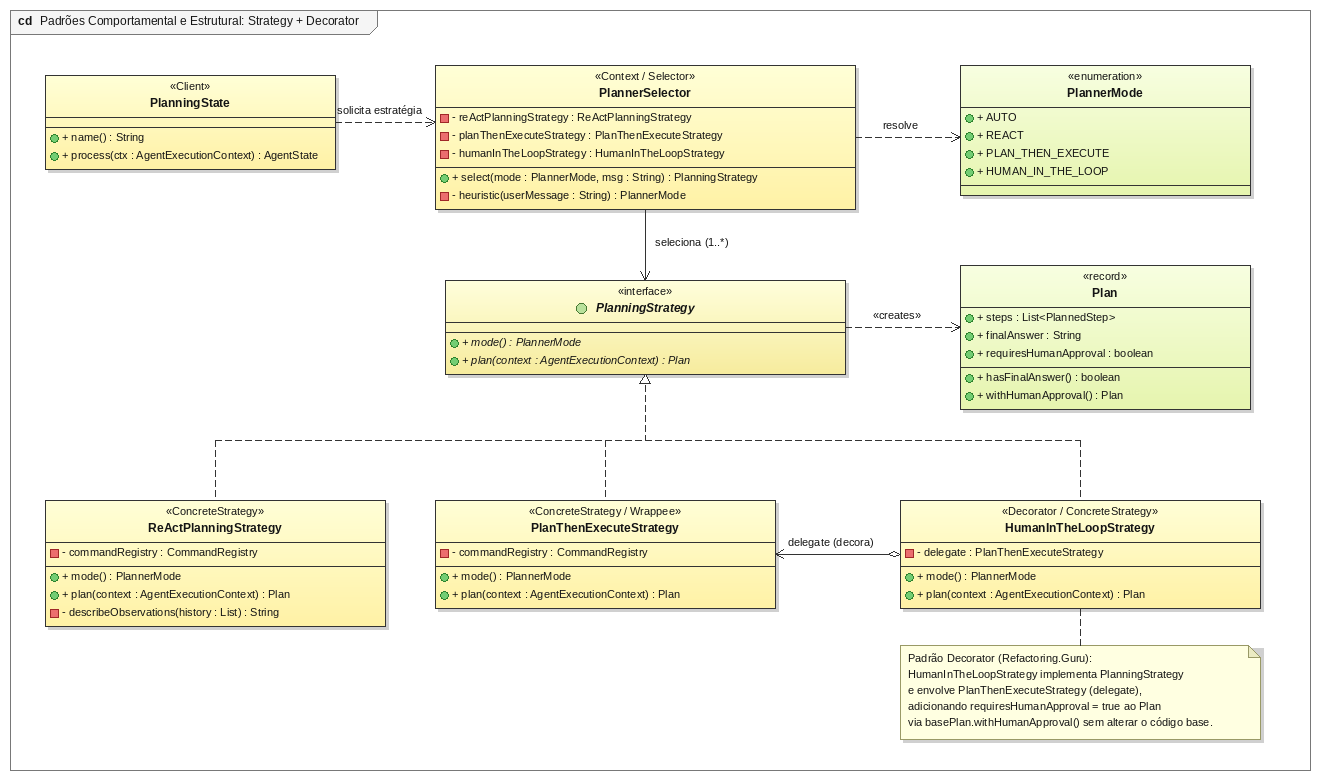 cd Padrões Comportamental e Estrutural: Strategy + Decorator
«Client»
PlanningState
+ name() : String
+ process(ctx : AgentExecutionContext) : AgentState
solicita estratégia
«Context / Selector»
PlannerSelector
- reActPlanningStrategy : ReActPlanningStrategy
- planThenExecuteStrategy : PlanThenExecuteStrategy
- humanInTheLoopStrategy : HumanInTheLoopStrategy
+ select(mode : PlannerMode, msg : String) : PlanningStrategy
- heuristic(userMessage : String) : PlannerMode
resolve
«enumeration»
PlannerMode
+ AUTO
+ REACT
+ PLAN_THEN_EXECUTE
+ HUMAN_IN_THE_LOOP
seleciona (1..*)
«interface»
PlanningStrategy
+ mode() : PlannerMode
+ plan(context : AgentExecutionContext) : Plan
«creates»
«record»
Plan
+ steps : List<PlannedStep>
+ finalAnswer : String
+ requiresHumanApproval : boolean
+ hasFinalAnswer() : boolean
+ withHumanApproval() : Plan
«ConcreteStrategy»
ReActPlanningStrategy
- commandRegistry : CommandRegistry
+ mode() : PlannerMode
+ plan(context : AgentExecutionContext) : Plan
- describeObservations(history : List) : String
«ConcreteStrategy / Wrappee»
PlanThenExecuteStrategy
- commandRegistry : CommandRegistry
+ mode() : PlannerMode
+ plan(context : AgentExecutionContext) : Plan
delegate (decora)
«Decorator / ConcreteStrategy»
HumanInTheLoopStrategy
- delegate : PlanThenExecuteStrategy
+ mode() : PlannerMode
+ plan(context : AgentExecutionContext) : Plan
Padrão Decorator (Refactoring.Guru):
HumanInTheLoopStrategy implementa PlanningStrategy
e envolve PlanThenExecuteStrategy (delegate),
adicionando requiresHumanApproval = true ao Plan
via basePlan.withHumanApproval() sem alterar o código base.